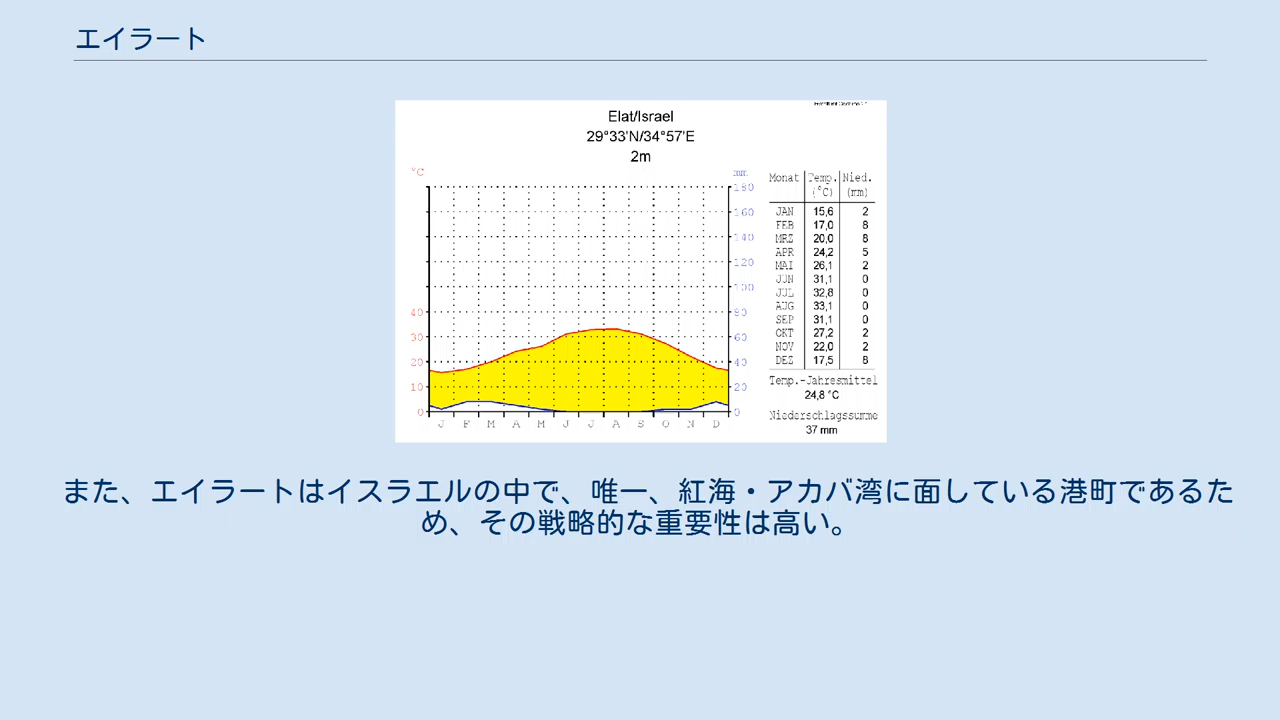 エイラート
Elat/Israel
29°33'N/34°57'E
2m
°C
mm
180
160
140
120
100
40 80
30 60
20 40
10 20
0 0
J F M A M J J A S O N D
Monat Temp. Nied.
(°C) (mm)
JAN 15,6 2
FEB 17,0 8
MRZ 20,0 8
APR 24,2 5
MAI 26,1 2
JUN 31,1 0
JUL 32,8 0
AUG 33,1 0
SEP 31,1 0
OKT 27,2 2
NOV 22,0 2
DEZ 17,5 8
Temp.-Jahresmittel
24,8 °C
Niederschlagssumme
37 mm
また、エイラートはイスラエルの中で、唯一、紅海・アカバ湾に面している港町であるた
め、その戦略的な重要性は高い。